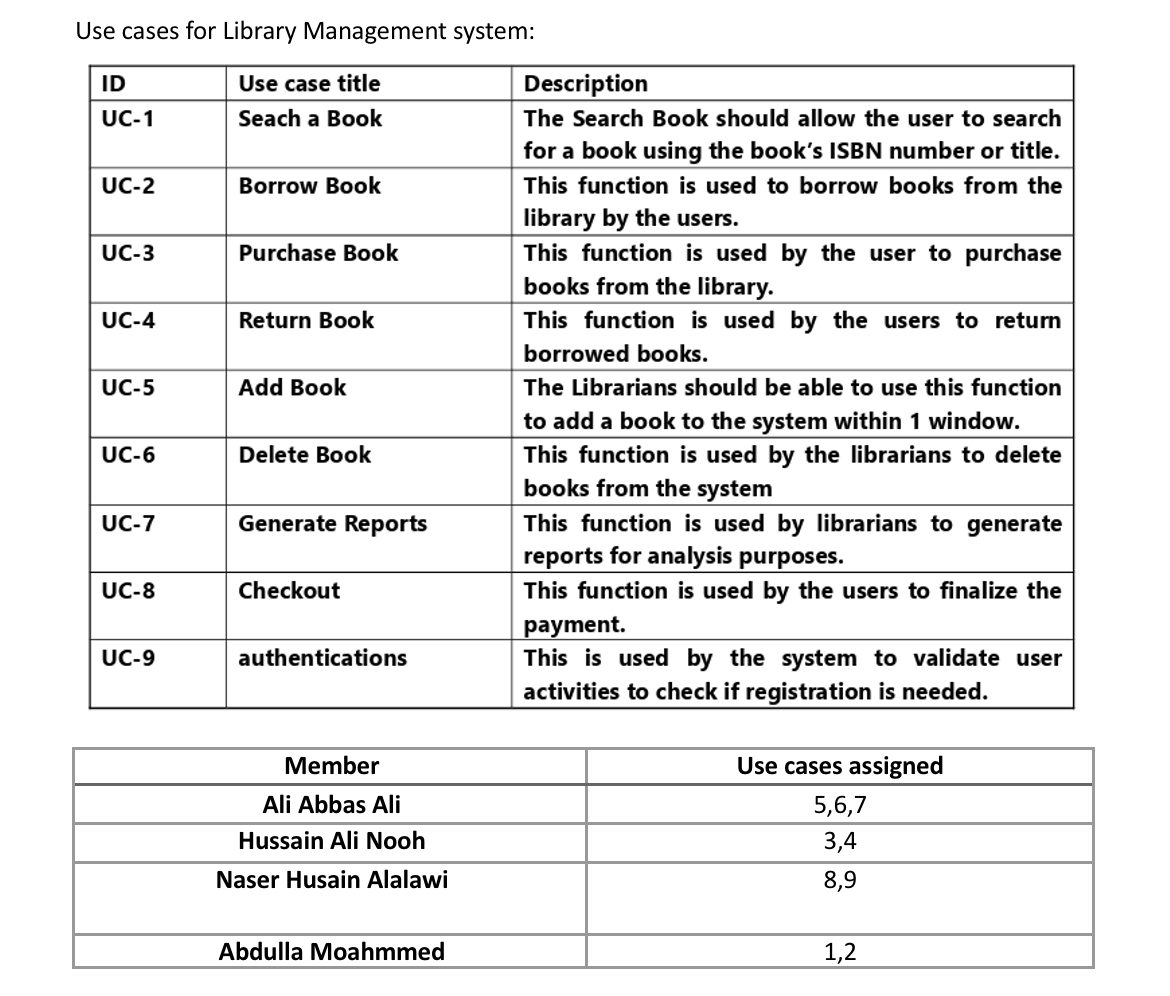 Use cases for Library Management system:
ID Use case title Description
UC-1 Seach a Book The Search Book should allow the user to search
for a book using the book’s ISBN number or title.
UC-2 Borrow Book This function is used to borrow books from the
library by the users.
UC-3 Purchase Book This function is used by the user to purchase
books from the library.
UC-4 Return Book This function is used by the users to return
borrowed books.
UC-5 Add Book The Librarians should be able to use this function
to add a book to the system within 1 window.
UC-6 Delete Book This function is used by the librarians to delete
books from the system
UC-7 Generate Reports This function is used by librarians to generate
reports for analysis purposes.
UC-8 Checkout This function is used by the users to finalize the
payment.
UC-9 authentications This is used by the system to validate user
activities to check if registration is needed.
Member Use cases assigned
Ali Abbas Ali 5,6,7
Hussain Ali Nooh 3,4
Naser Husain Alalawi 8,9
Abdulla Moahmmed 1,2